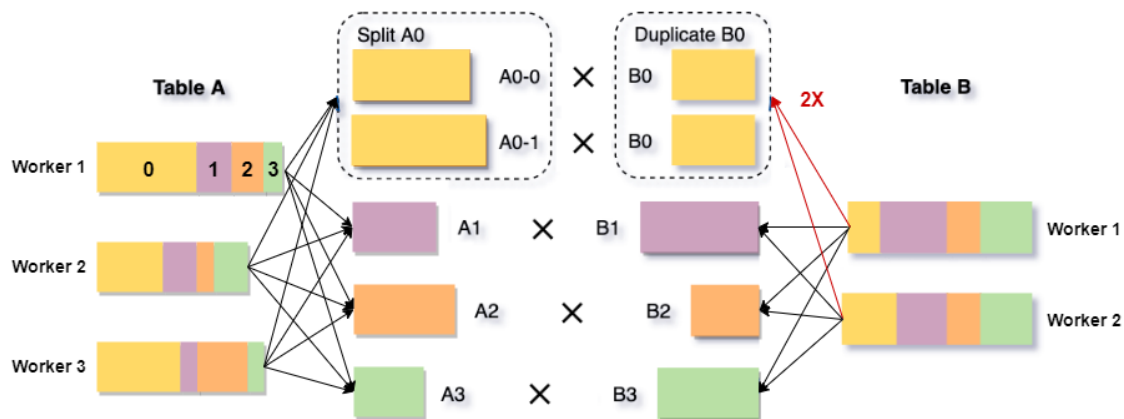 Split A0
Duplicate B0
A0-0 × B0
Table A
2X
Table B
A0-1 × B0
Worker 1
0 1 2 3
A1 × B1
Worker 1
Worker 2
A2 × B2
Worker 2
Worker 3
A3 × B3